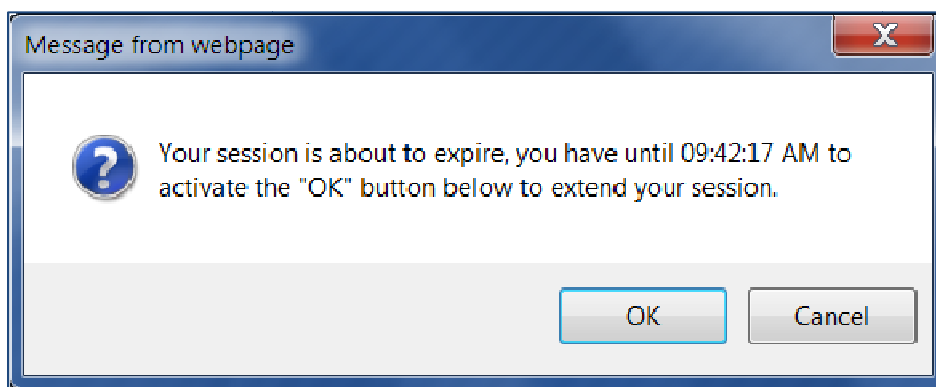 Message from webpage
X
Your session is about to expire, you have until 09:42:17 AM to
activate the "OK" button below to extend your session.
OK
Cancel